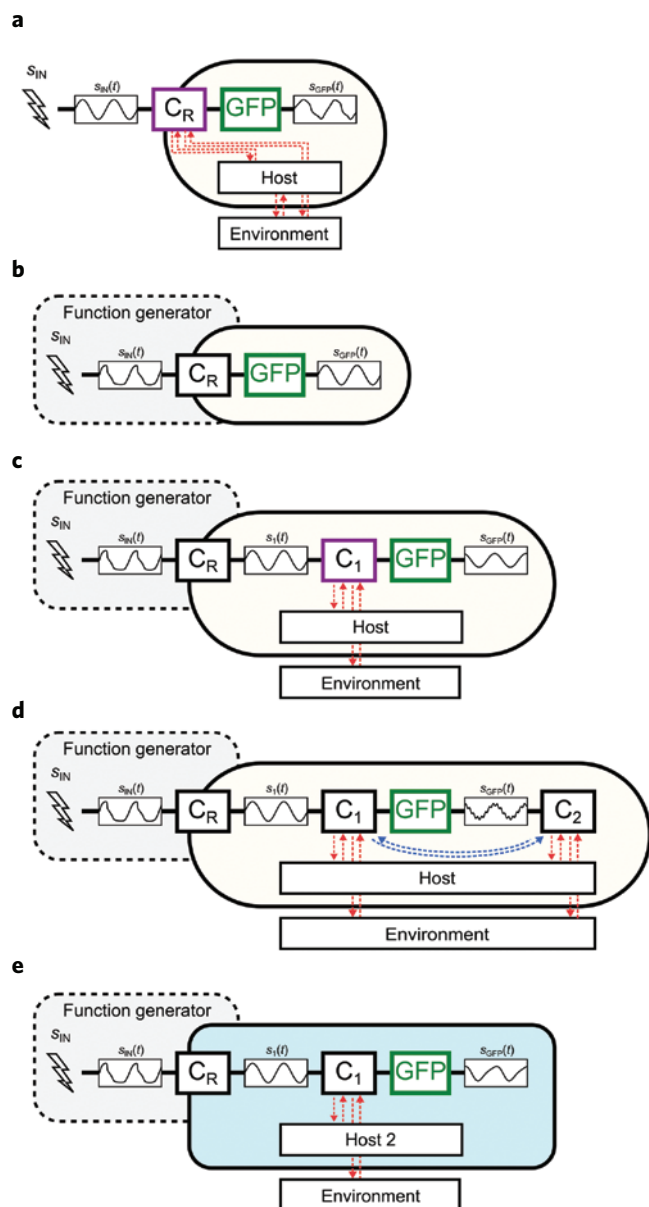 a
SIN
sIN(t)
sGFP(t)
CR
GFP
Host
Environment
b
Function generator
SIN
sIN(t)
sGFP(t)
CR
GFP
c
Function generator
SIN
sIN(t)
s1(t)
sGFP(t)
CR
C1
GFP
Host
Environment
d
Function generator
SIN
sIN(t)
s1(t)
sGFP(t)
CR
C1
GFP
C2
Host
Environment
e
Function generator
SIN
sIN(t)
s1(t)
sGFP(t)
CR
C1
GFP
Host 2
Environment